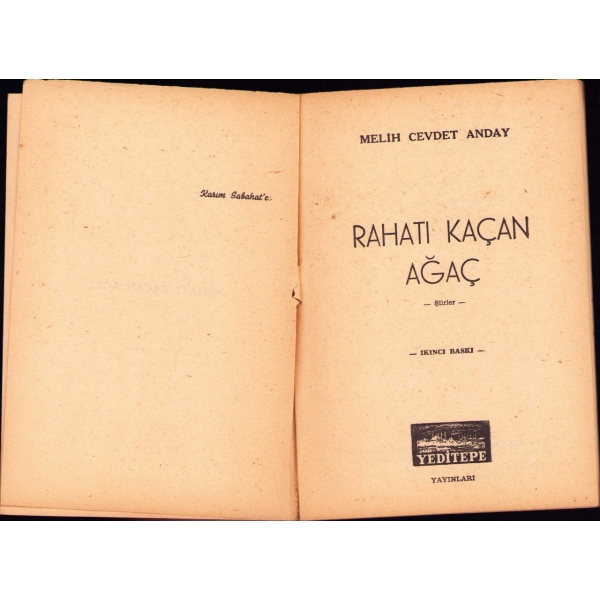 Karım Sabahat'e.
MELİH CEVDET ANDAY
RAHATI KAÇAN
AĞAÇ
— Şiirler —
— IKINCI BASKI —
YEDİTEPE
YAYINLARI